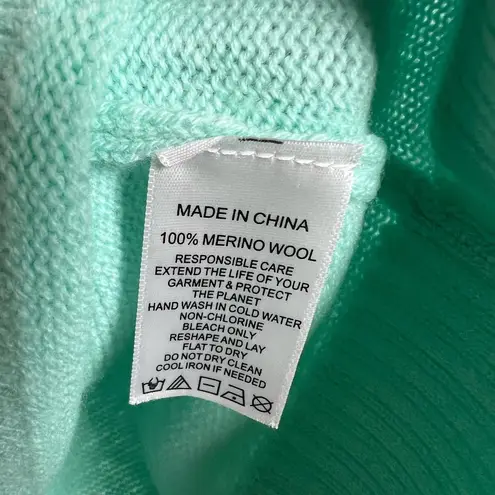 MADE IN CHINA
100% MERINO WOOL
RESPONSIBLE CARE
EXTEND THE LIFE OF YOUR
GARMENT & PROTECT
THE PLANET
HAND WASH IN COLD WATER
NON-CHLORINE
BLEACH ONLY
RESHAPE AND LAY
FLAT TO DRY
DO NOT DRY CLEAN
COOL IRON IF NEEDED